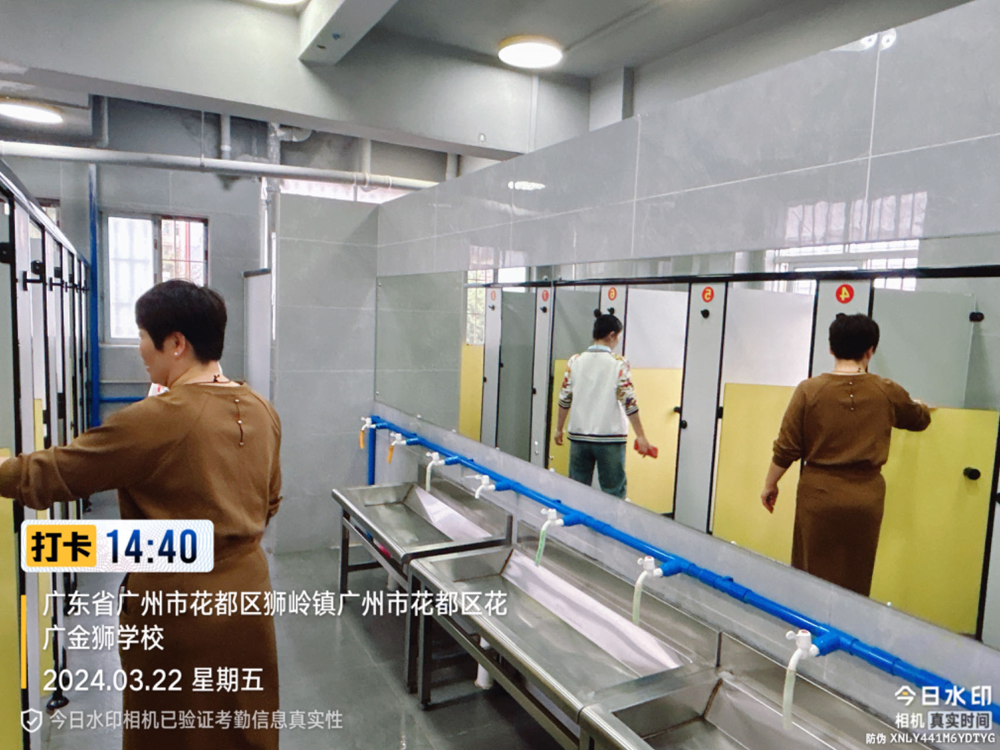 8
7
6
5
4
打卡 14:40
广东省广州市花都区狮岭镇广州市花都区花
广金狮学校
2024.03.22 星期五
今日水印相机已验证考勤信息真实性
今日水印
相机 真实时间
防伪 XNLY441M6YDTYG